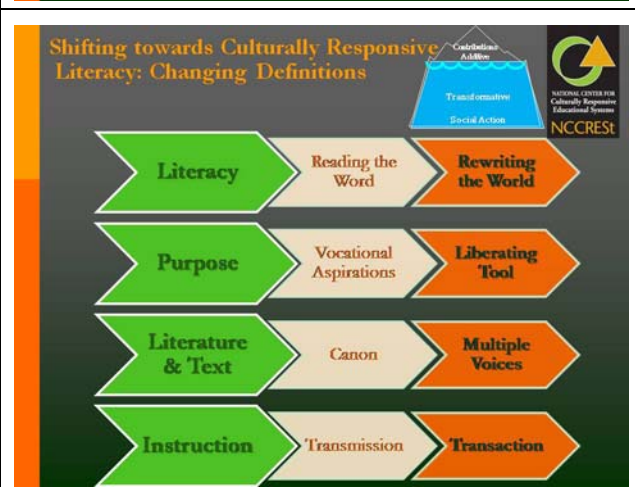 Shifting towards Culturally Responsive
Literacy: Changing Definitions
Contributions
Additive
Transformative
Social Action
NATIONAL CENTER FOR
Culturally Responsive
Educational Systems
NCCRESt
Literacy
Reading the
Word
Rewriting
the World
Purpose
Vocational
Aspirations
Liberating
Tool
Literature
& Text
Canon
Multiple
Voices
Instruction
Transmission
Transaction